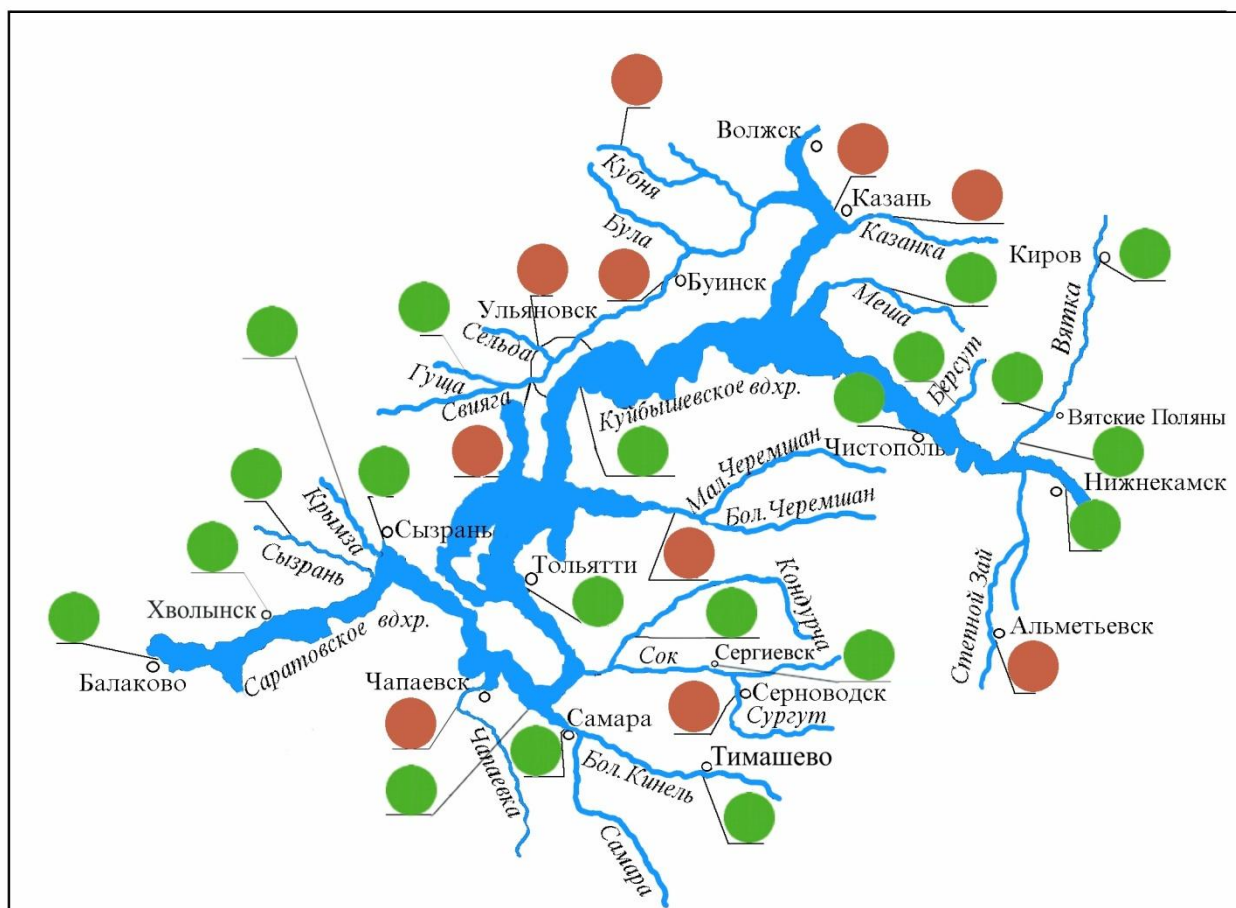 Волжск
Кубня
Казань
Була
Казанка
Киров
Буинск
Меша
Вятка
Ульяновск
Сельда
Гуща
Свияга
Куйбышевское вдхр.
Берсут
Вятские Поляны
Чистополь
Мал. Черемшан
Нижнекамск
Бол. Черемшан
Крымза
Сызрань
Сызрань
Тольятти
Кондурча
Степной Зай
Хволынск
Саратовское вдхр.
Альметьевск
Сок
Сергиевск
Балаково
Чапаевск
Серноводск
Сургут
Самара
Чапаевка
Бол. Кинель
Тимашево
Самара